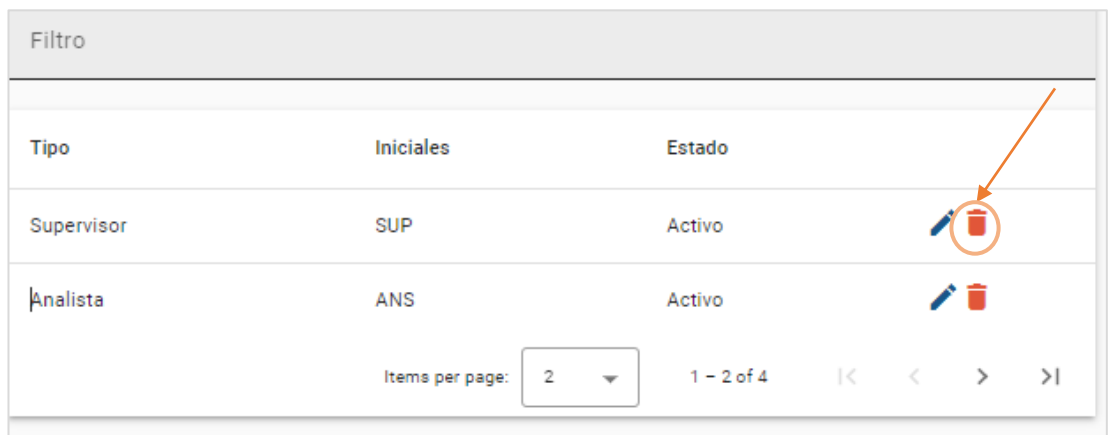 Filtro
Tipo Iniciales Estado
Supervisor SUP Activo
Analista ANS Activo
Items per page: 2 1 – 2 of 4